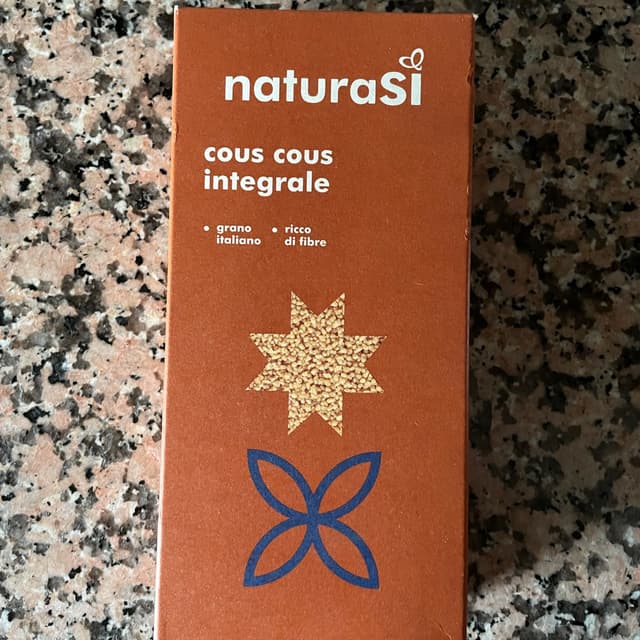 naturaSì
cous cous
integrale
• grano
italiano
• ricco
di fibre